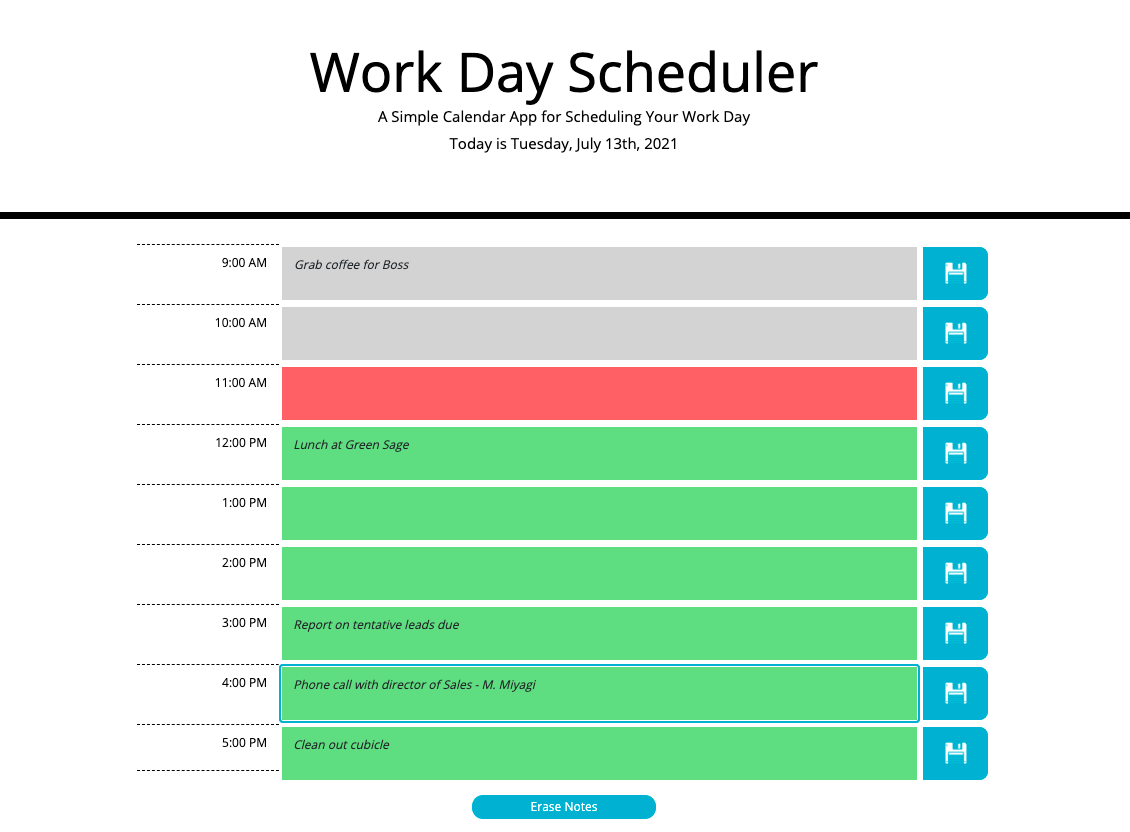 Work Day Scheduler
A Simple Calendar App for Scheduling Your Work Day
Today is Tuesday, July 13th, 2021
9:00 AM
Grab coffee for Boss
10:00 AM
11:00 AM
12:00 PM
Lunch at Green Sage
1:00 PM
2:00 PM
3:00 PM
Report on tentative leads due
4:00 PM
Phone call with director of Sales - M. Miyagi
5:00 PM
Clean out cubicle
Erase Notes